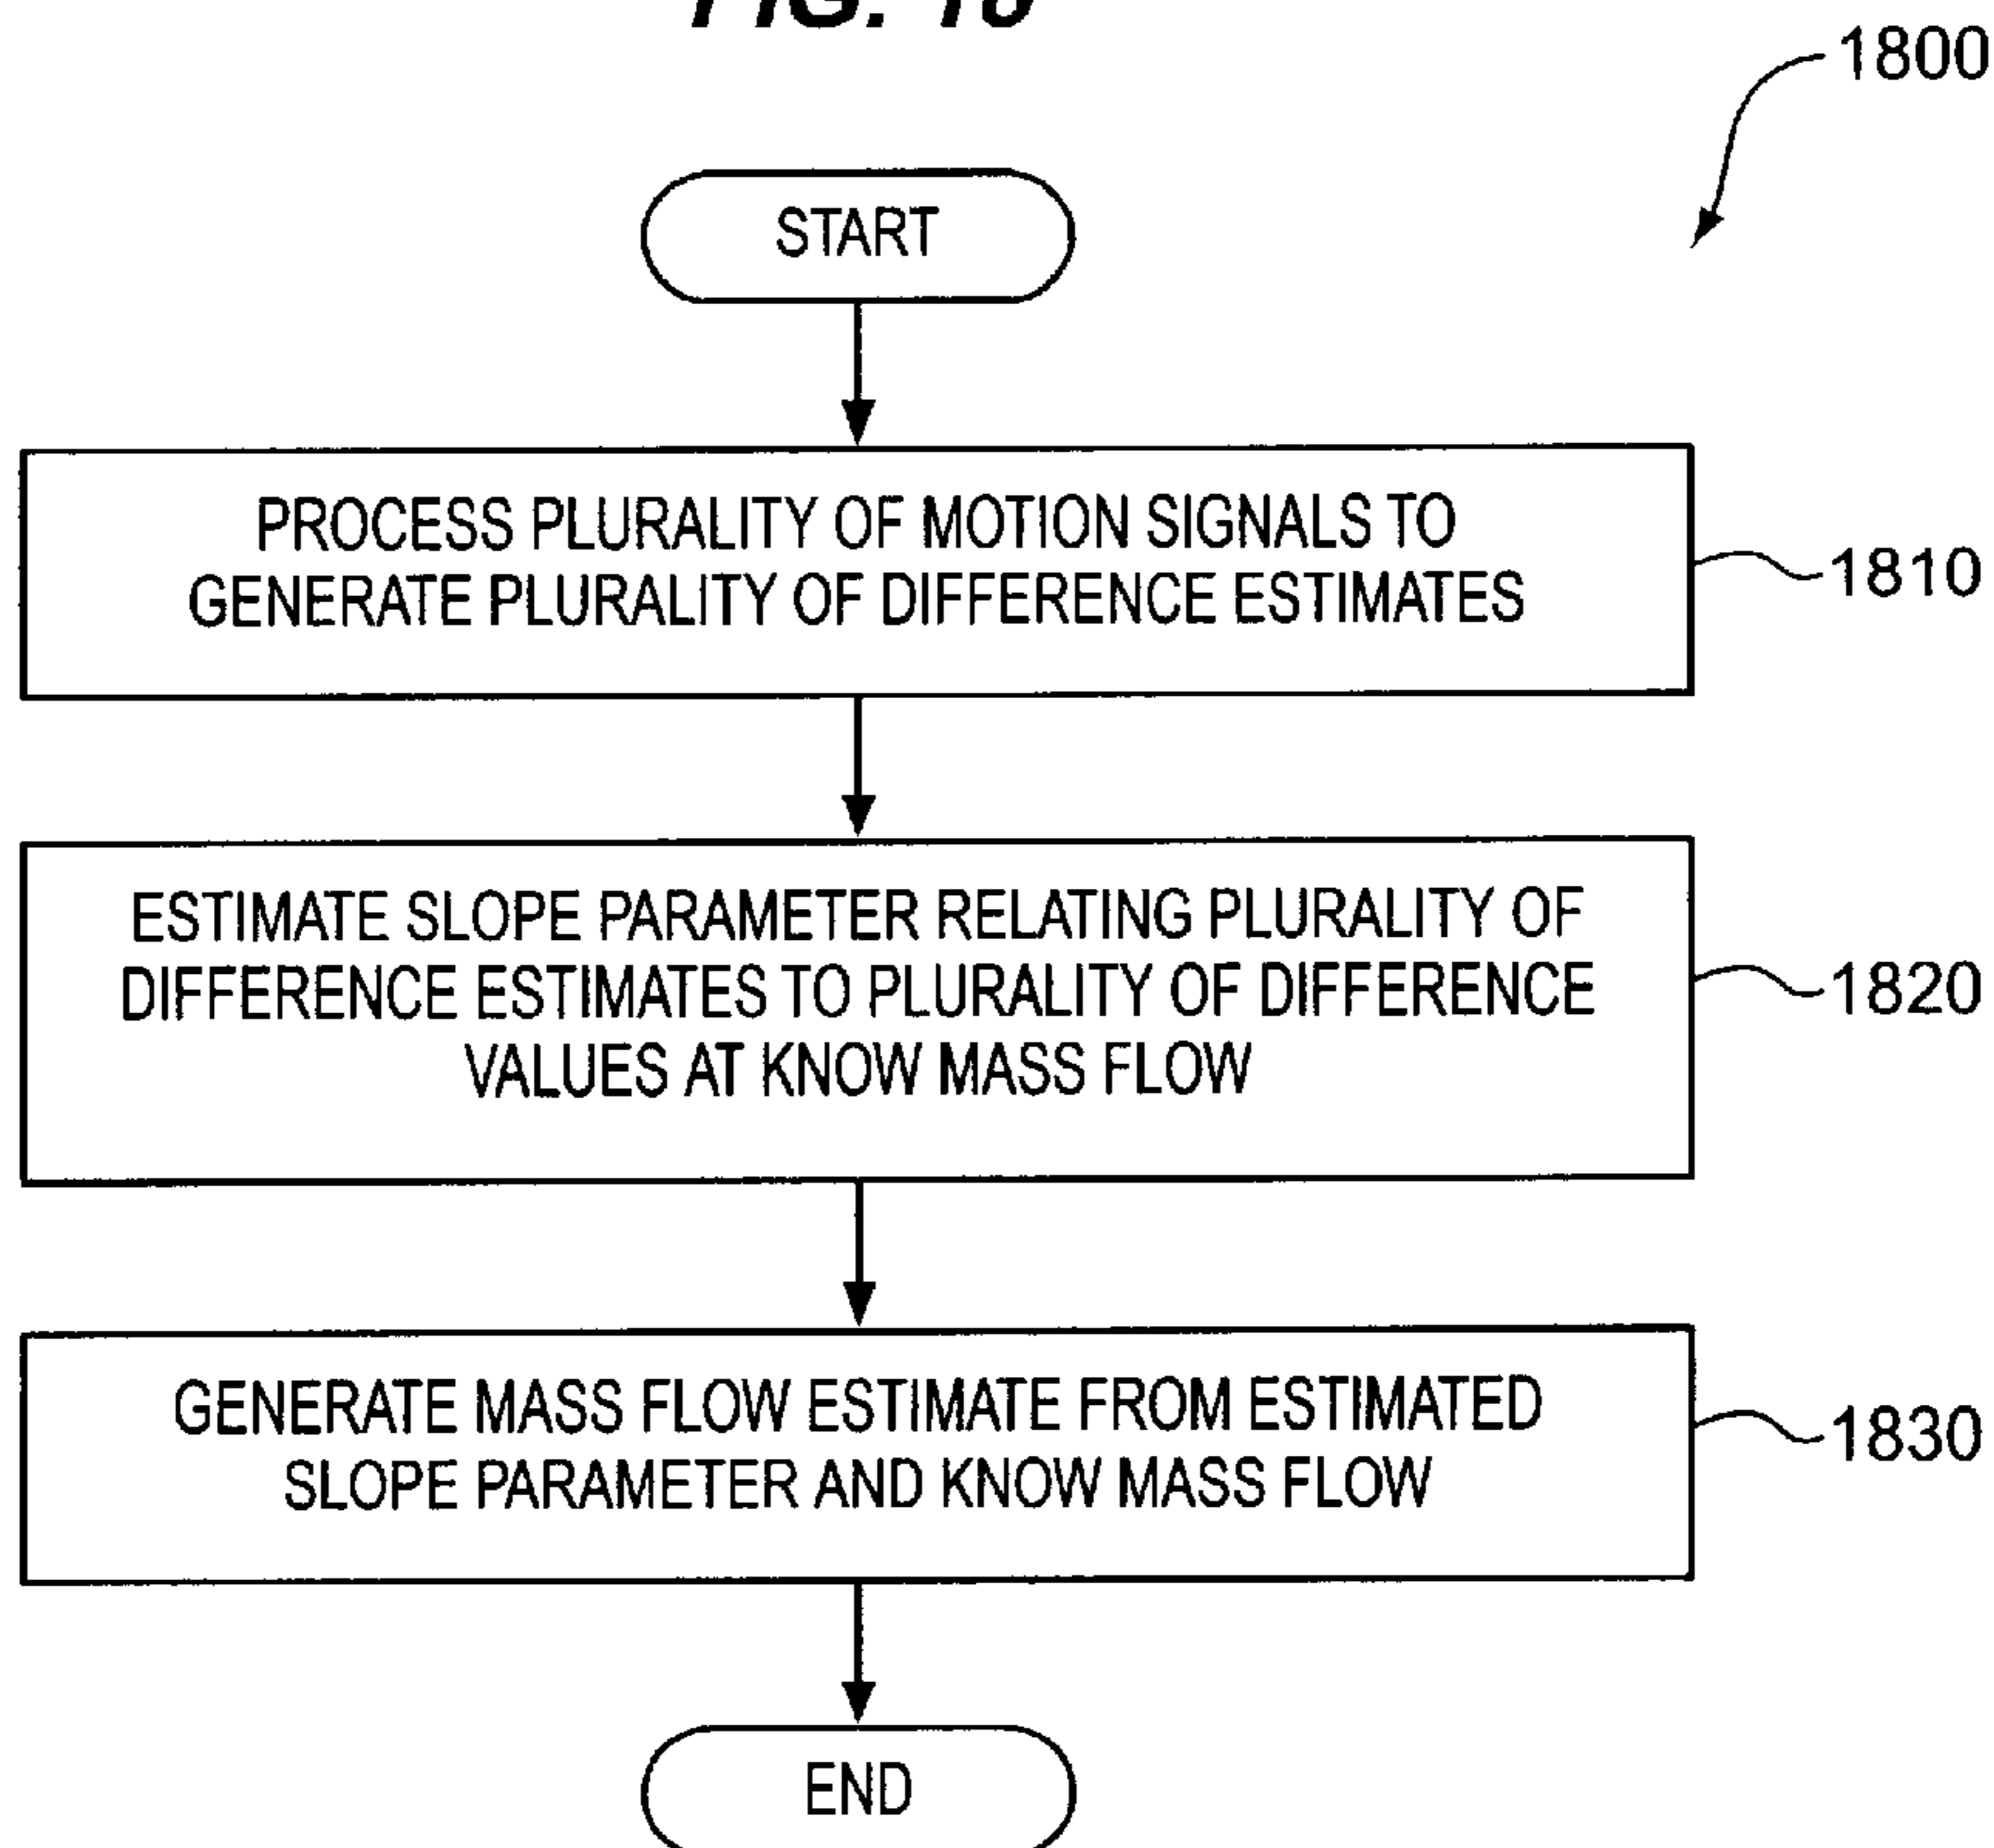 FIG.
1800
START
PROCESS PLURALITY OF MOTION SIGNALS TO
GENERATE PLURALITY OF DIFFERENCE ESTIMATES
1810
ESTIMATE SLOPE PARAMETER RELATING PLURALITY OF
DIFFERENCE ESTIMATES TO PLURALITY OF DIFFERENCE
VALUES AT KNOW MASS FLOW
1820
GENERATE MASS FLOW ESTIMATE FROM ESTIMATED
SLOPE PARAMETER AND KNOW MASS FLOW
1830
END